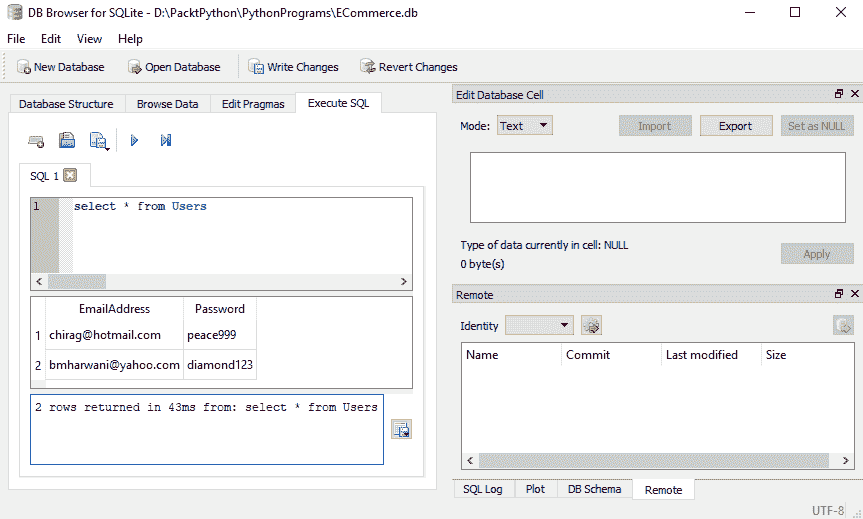 DB Browser for SQLite - D:\PacktPython\PythonPrograms\ECommerce.db
File Edit View Help
New Database Open Database Write Changes Revert Changes
Database Structure Browse Data Edit Pragmas Execute SQL
SQL 1
1 select * from Users
EmailAddress Password
1 chirag@hotmail.com peace999
2 bmharwani@yahoo.com diamond123
2 rows returned in 43ms from: select * from Users
Edit Database Cell
Mode: Text Import Export Set as NULL
Type of data currently in cell: NULL
0 byte(s)
Apply
Remote
Identity
Name Commit Last modified Size
SQL Log Plot DB Schema Remote
UTF-8